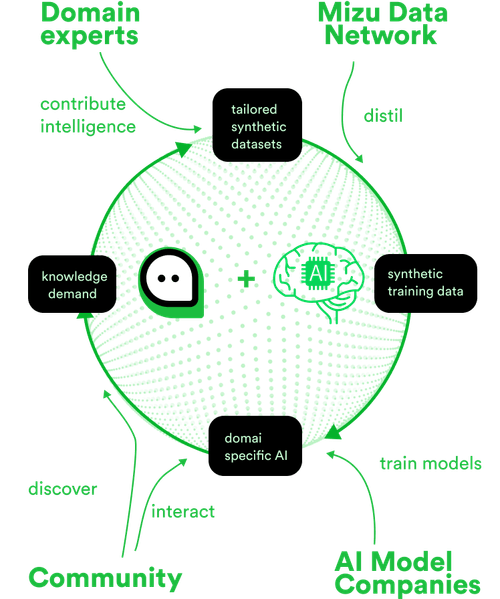 Domain
experts
Mizu Data
Network
contribute
intelligence
tailored
synthetic
datasets
distil
knowledge
demand
+
AI
synthetic
training data
domai
specific AI
train models
discover
interact
Community
AI Model
Companies